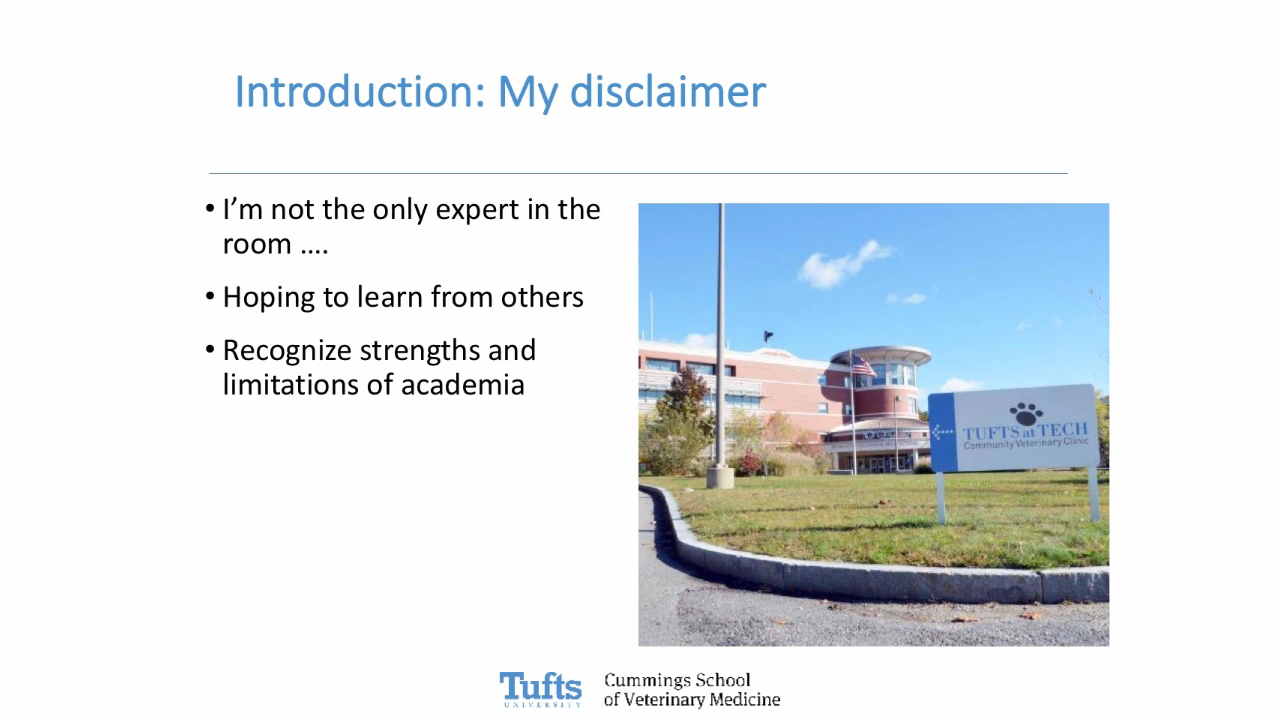 Introduction: My disclaimer
• I’m not the only expert in the
room ….
• Hoping to learn from others
• Recognize strengths and
limitations of academia
TUFTS at TECH
Community Veterinary Clinic
Tufts
UNIVERSITY
Cummings School
of Veterinary Medicine